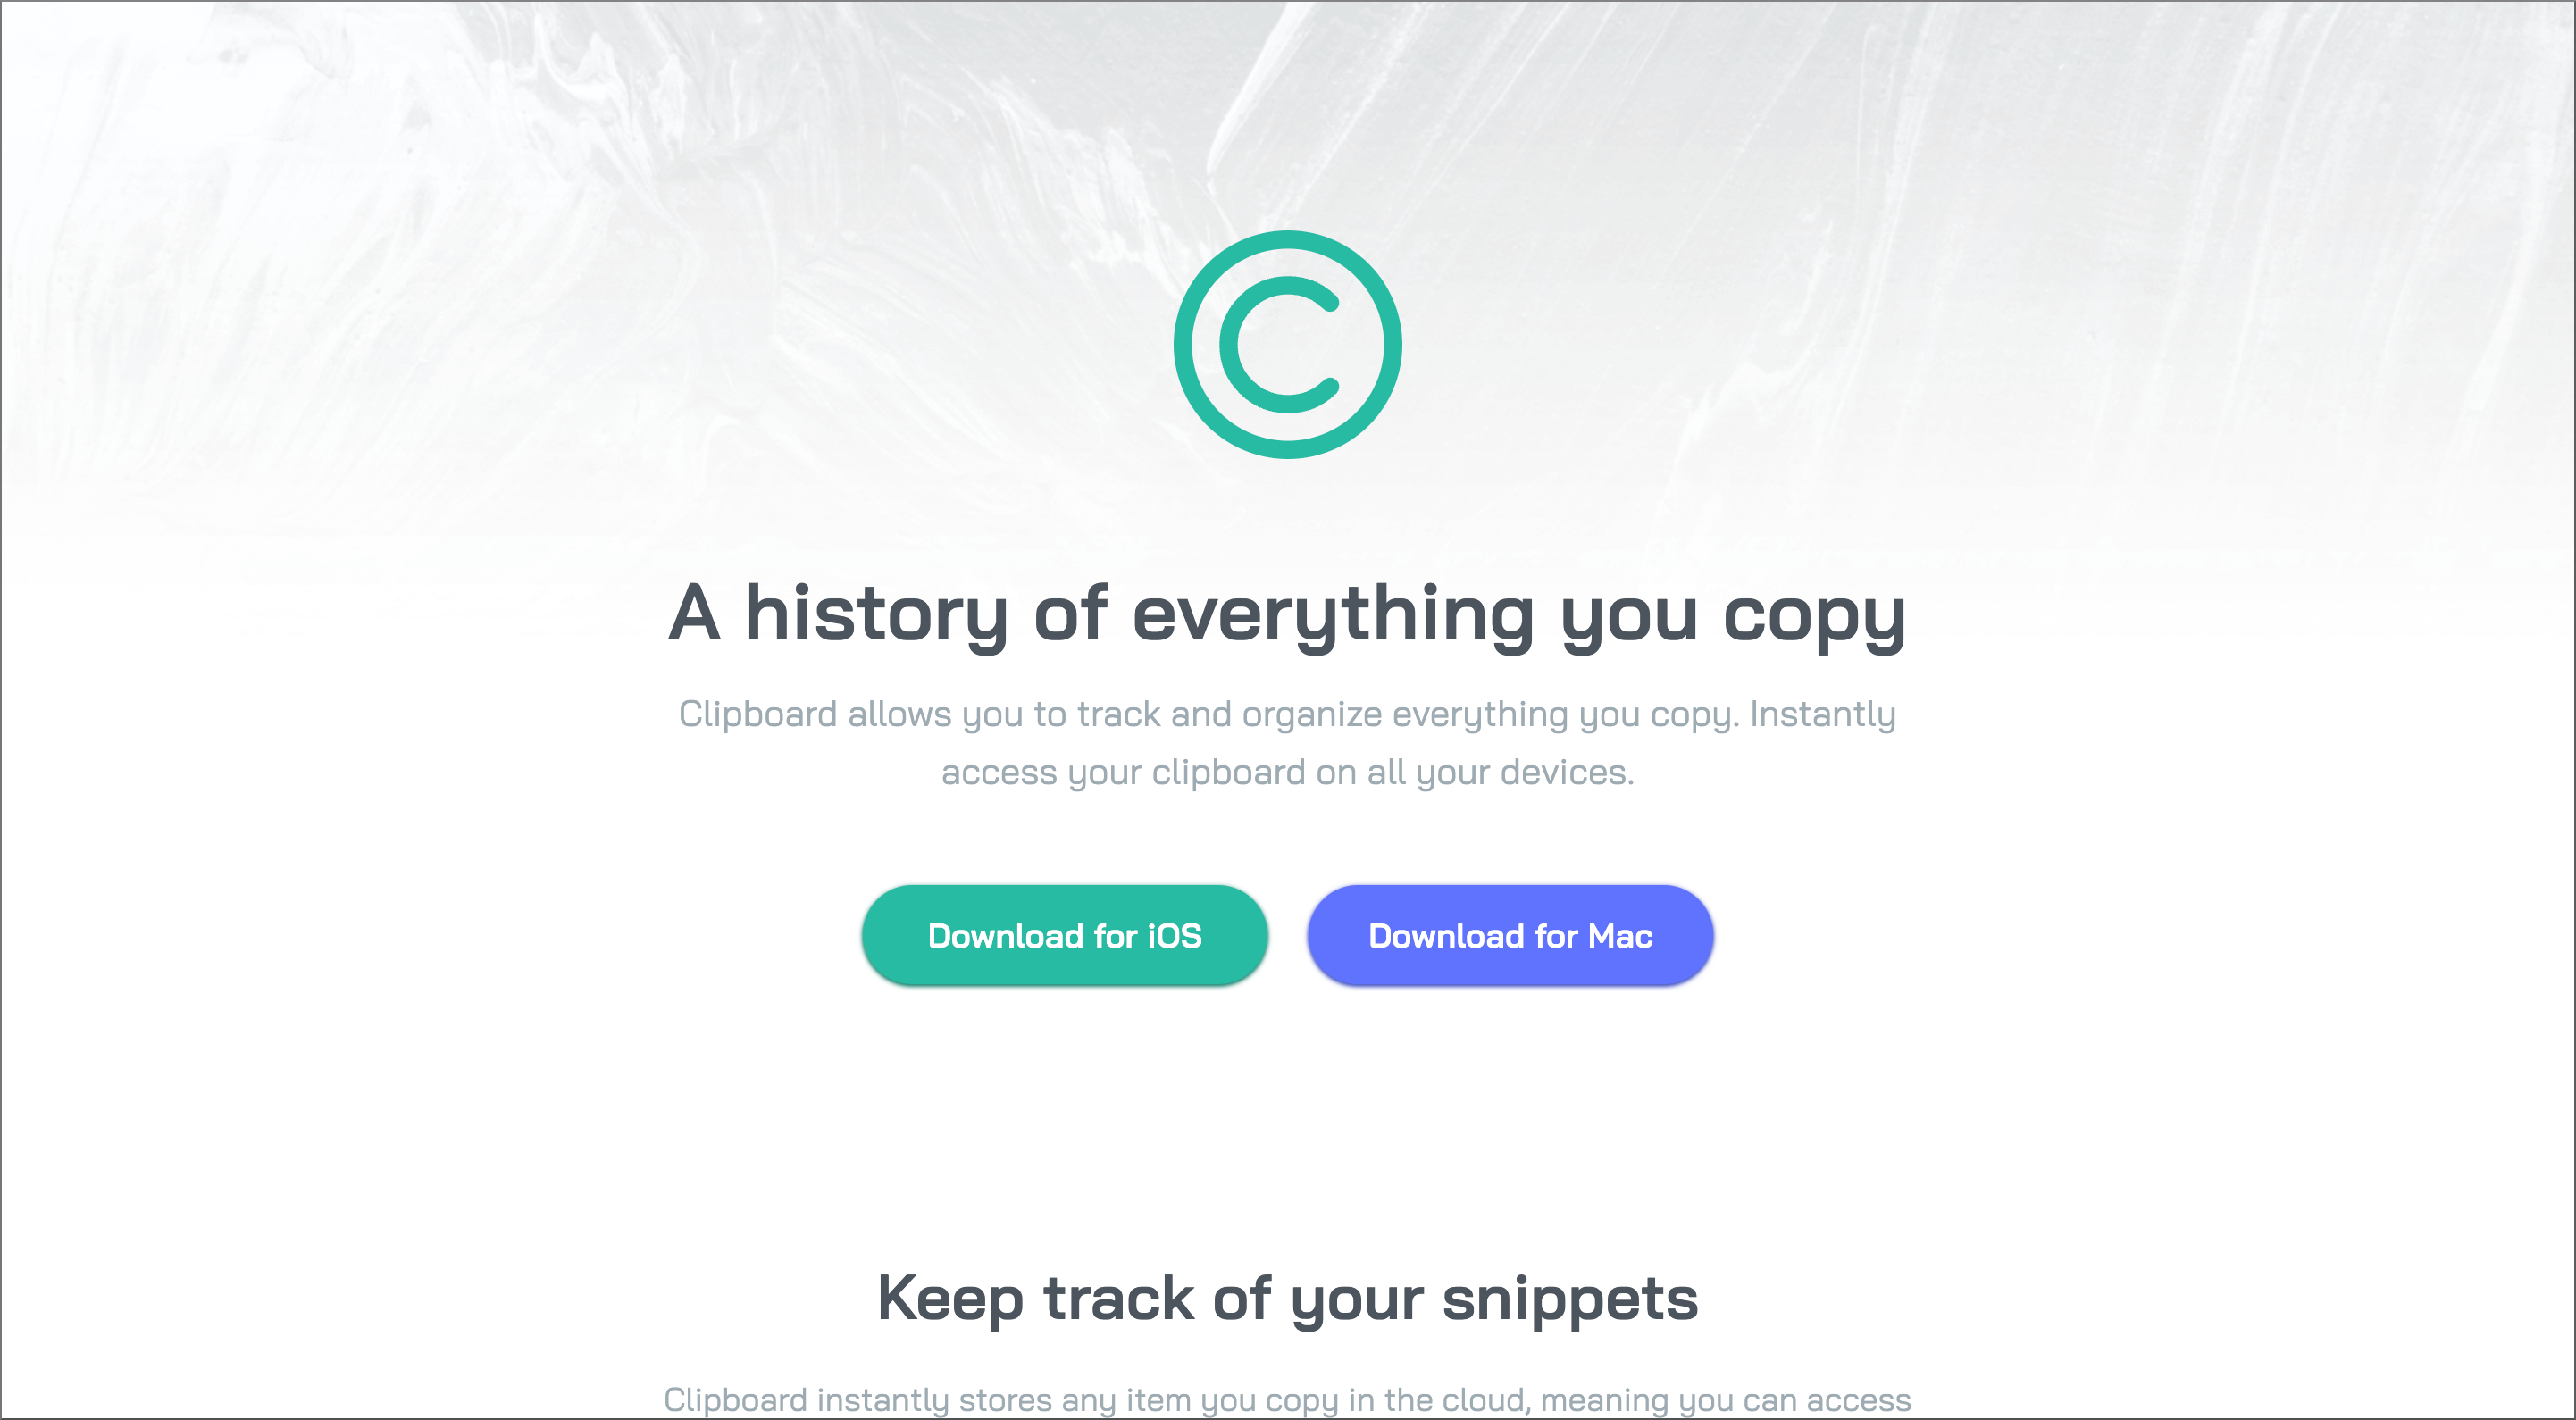 A history of everything you copy
Clipboard allows you to track and organize everything you copy. Instantly
access your clipboard on all your devices.
Download for iOS
Download for Mac
Keep track of your snippets
Clipboard instantly stores any item you copy in the cloud, meaning you can access